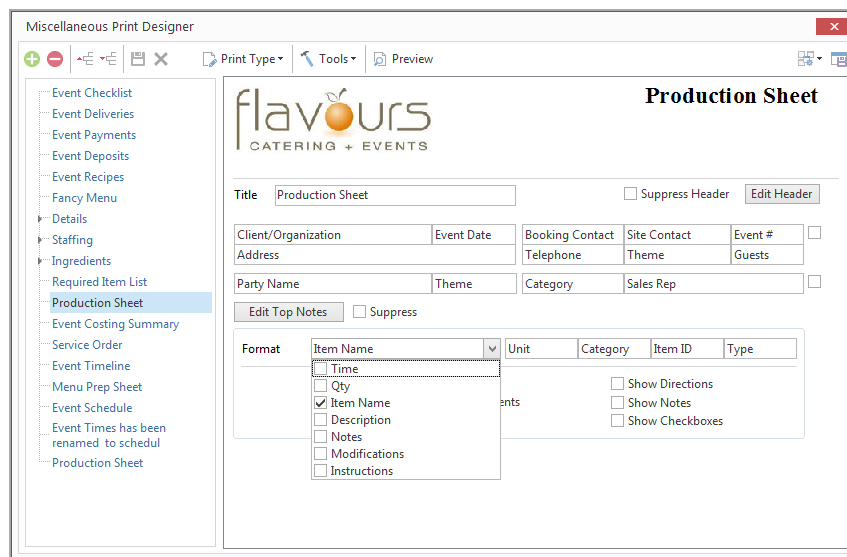 Miscellaneous Print Designer
Print Type Tools Preview
Event Checklist
Event Deliveries
Event Payments
Event Deposits
Event Recipes
Fancy Menu
Details
Staffing
Ingredients
Required Item List
Production Sheet
Event Costing Summary
Service Order
Event Timeline
Menu Prep Sheet
Event Schedule
Event Times has been
renamed to schedul
Production Sheet
flavours
CATERING + EVENTS
Production Sheet
Title Production Sheet Suppress Header Edit Header
Client/Organization Event Date Booking Contact Site Contact Event #
Address Telephone Theme Guests
Party Name Theme Category Sales Rep
Edit Top Notes Suppress
Format Item Name Unit Category Item ID Type
Time
Qty
Item Name
Description
Notes
Modifications
Instructions
ents
Show Directions
Show Notes
Show Checkboxes